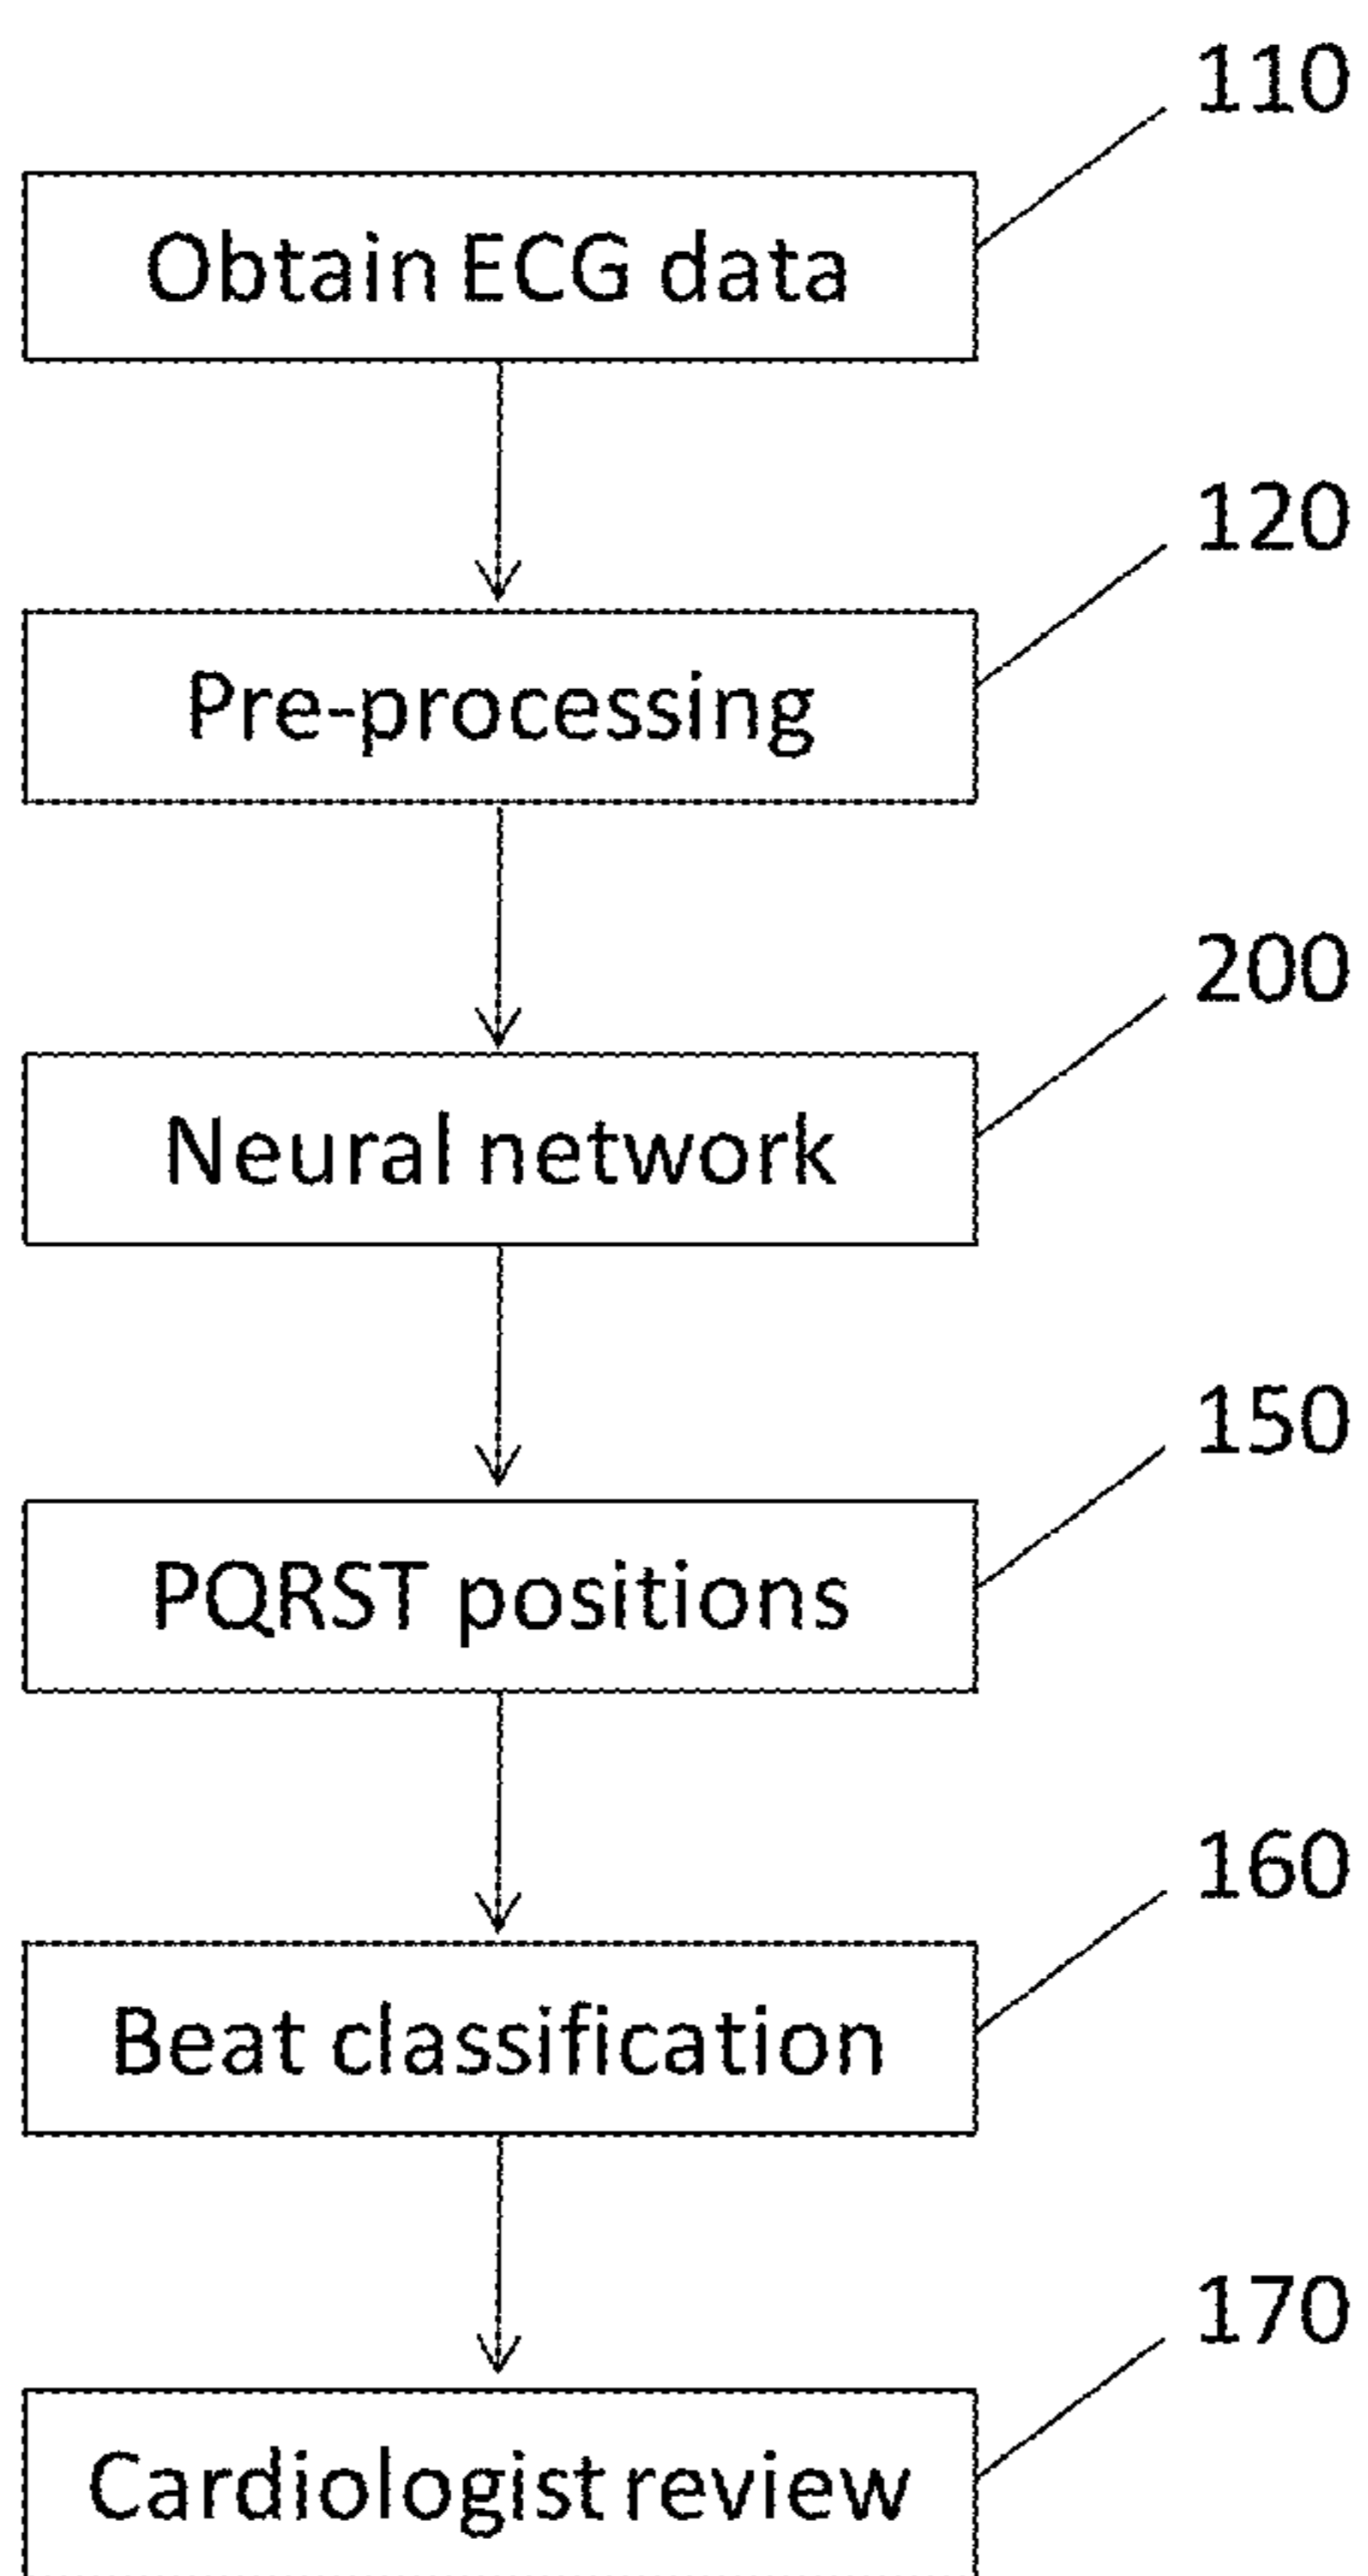 110
Obtain ECG data
120
Pre-processing
200
Neural network
150
PQRST positions
160
Beat classification
170
Cardiologist review